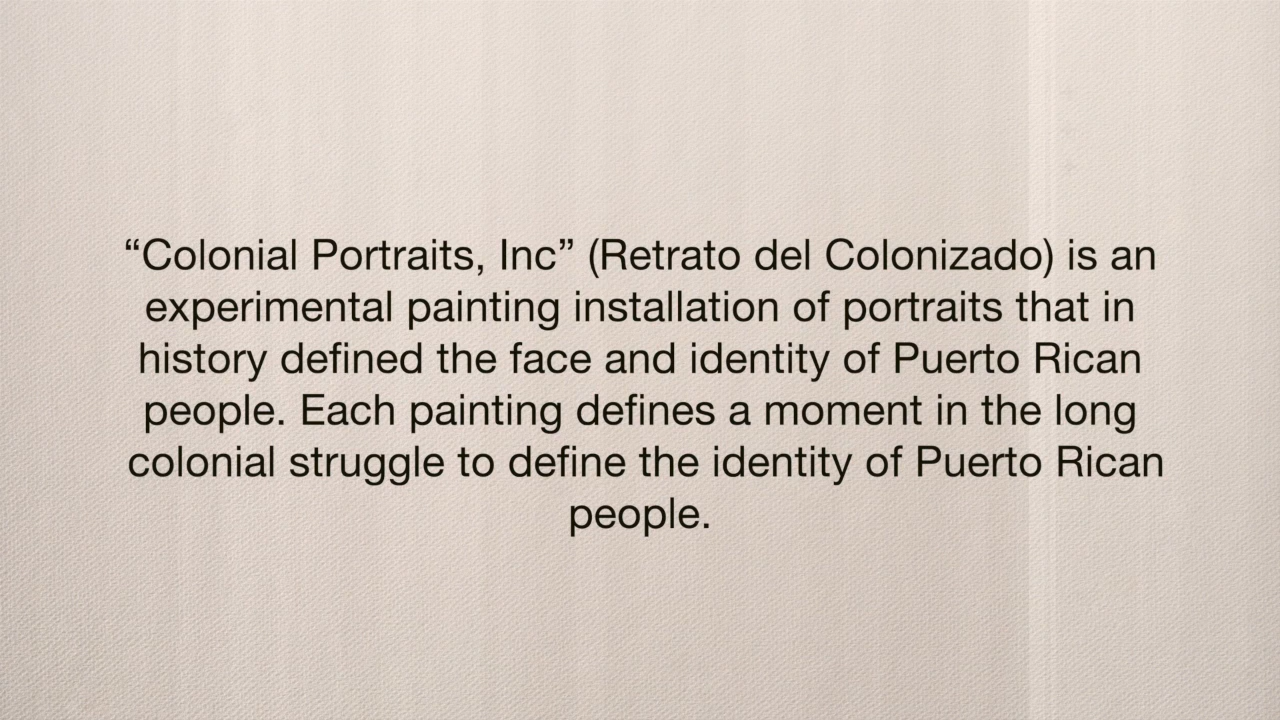 “Colonial Portraits, Inc” (Retrato del Colonizado) is an
experimental painting installation of portraits that in
history defined the face and identity of Puerto Rican
people. Each painting defines a moment in the long
colonial struggle to define the identity of Puerto Rican
people.